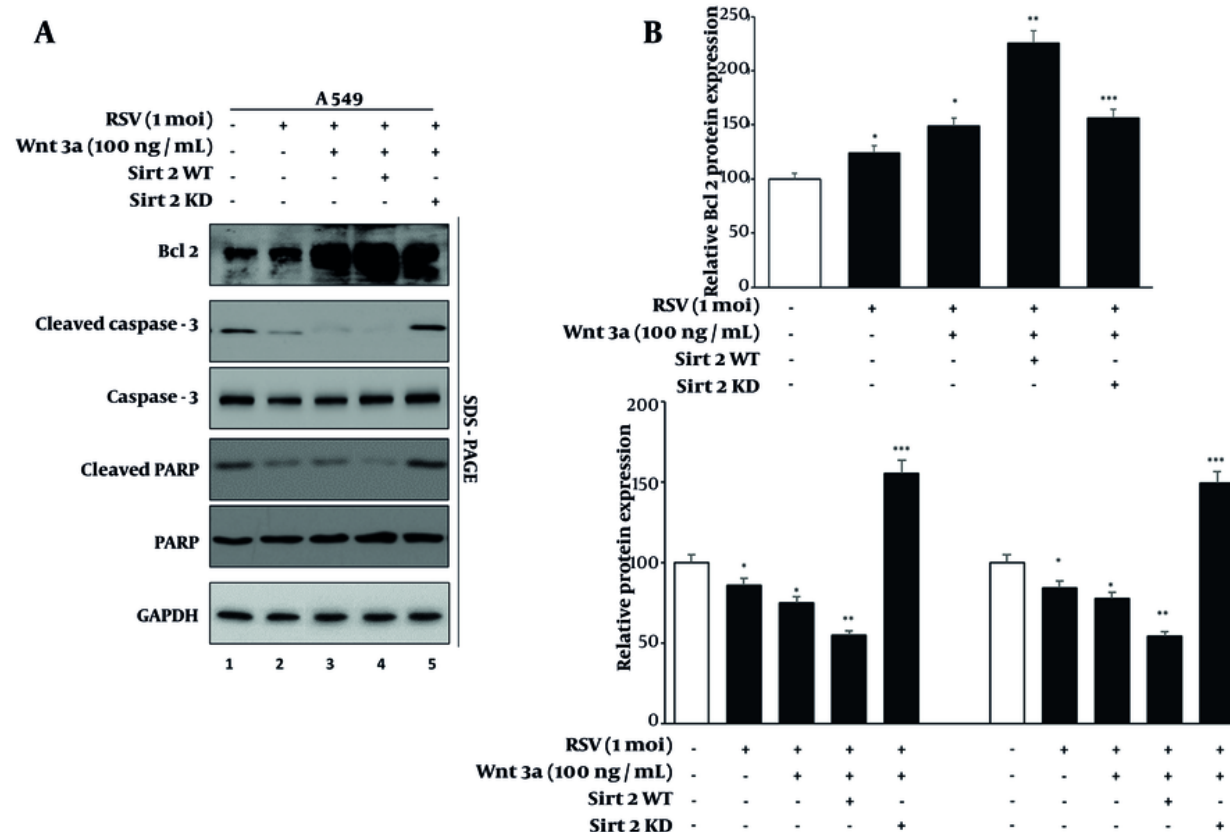 A
A 549
RSV (1 moi) - + + + +
Wnt 3a (100 ng / mL) - - + + +
Sirt 2 WT - - - + -
Sirt 2 KD - - - - +
Bcl 2
Cleaved caspase - 3
Caspase - 3
Cleaved PARP
PARP
GAPDH
1 2 3 4 5
SDS - PAGE
B
Relative Bcl 2 protein expression
250
200
150
100
50
0
* * ** ***
RSV (1 moi) - + + + +
Wnt 3a (100 ng / mL) - - + + +
Sirt 2 WT - - - + -
Sirt 2 KD - - - - +
Relative protein expression
200
150
100
50
0
* * ** *** * * ** ***
RSV (1 moi) - + + + + - + + + +
Wnt 3a (100 ng / mL) - - + + + - - + + +
Sirt 2 WT - - - + - - - - + -
Sirt 2 KD - - - - + - - - - +